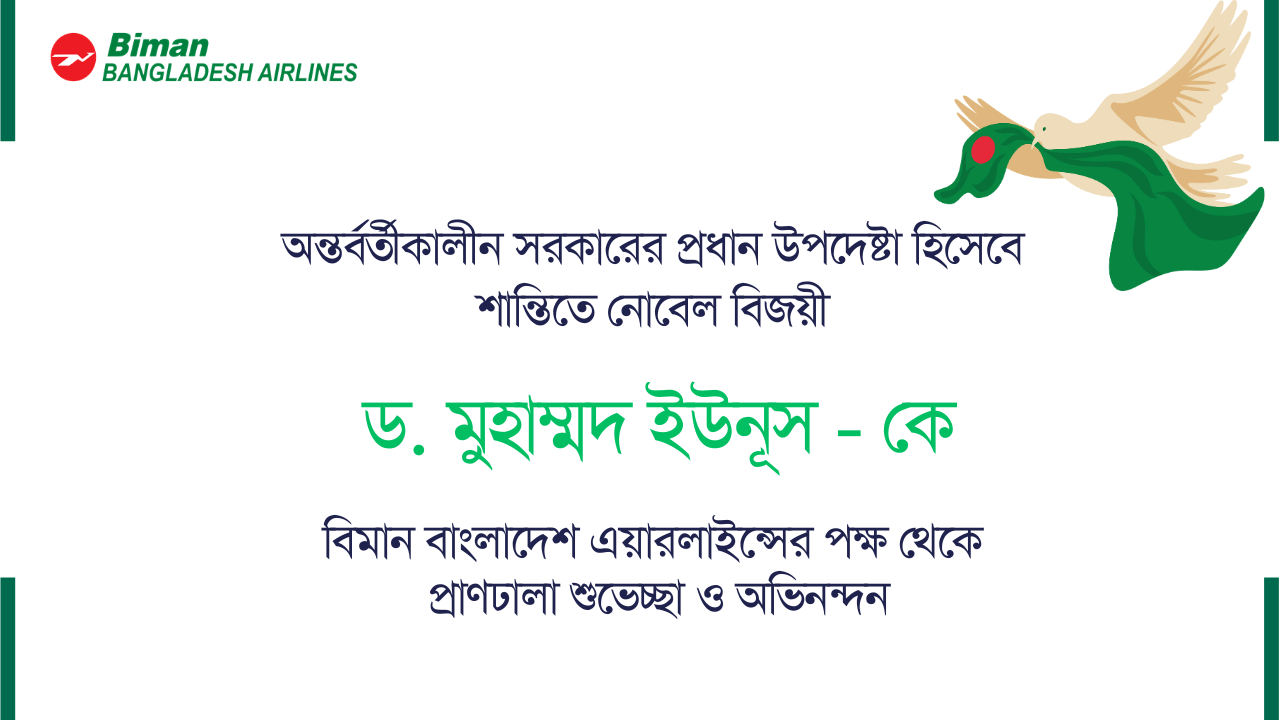 Biman
BANGLADESH AIRLINES
অন্তর্বর্তীকালীন সরকারের প্রধান উপদেষ্টা হিসেবে
শান্তিতে নোবেল বিজয়ী
ড. মুহাম্মদ ইউনূস - কে
বিমান বাংলাদেশ এয়ারলাইন্সের পক্ষ থেকে
প্রাণঢালা শুভেচ্ছা ও অভিনন্দন